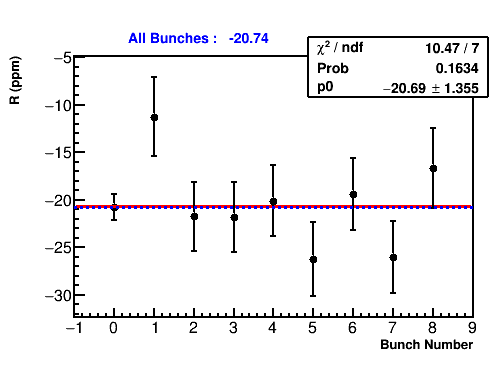 All Bunches :   -20.74
χ² / ndf   10.47 / 7
Prob   0.1634
p0   −20.69 ± 1.355
R (ppm)
−5
−10
−15
−20
−25
−30
−1 0 1 2 3 4 5 6 7 8 9
Bunch Number